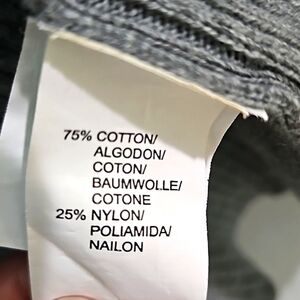 75% COTTON/
ALGODON/
COTON/
BAUMWOLLE/
COTONE
25% NYLON/
POLIAMIDA/
NAILON